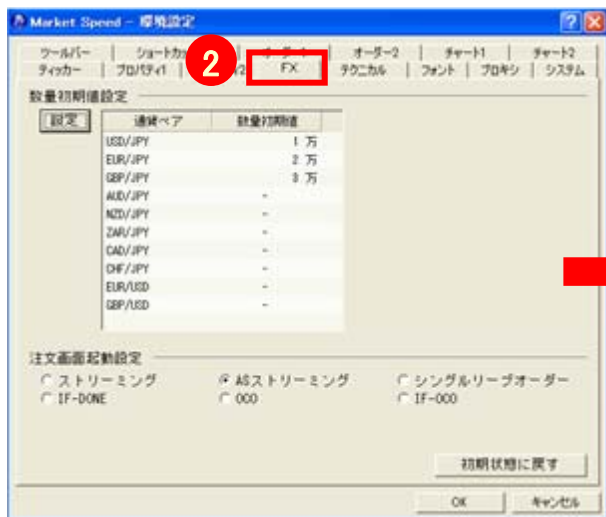 Market Speed - 環境設定
ツールバー ショートカッ オーダー2 チャート1 チャート2
ティッカー プロパティ1 2 FX テクニカル フォント プロキシ システム
数量初期値設定
設定 通貨ペア 数量初期値
USD/JPY 1 万
EUR/JPY 2 万
GBP/JPY 3 万
AUD/JPY -
NZD/JPY -
ZAR/JPY -
CAD/JPY -
CHF/JPY -
EUR/USD -
GBP/USD -
注文画面起動設定
ストリーミング ASストリーミング シングルリーブオーダー
IF-DONE OCO IF-OCO
初期状態に戻す
OK キャンセル